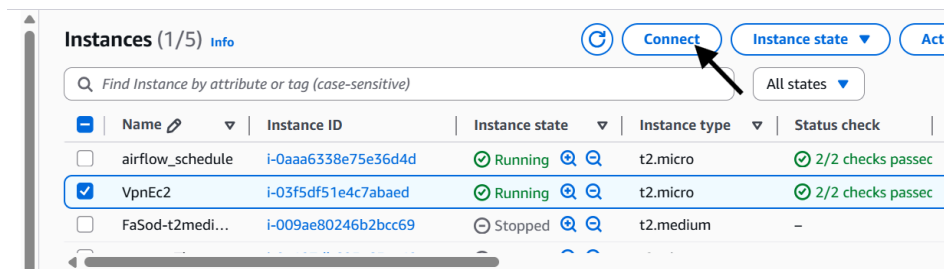 Instances (1/5) Info
Connect
Instance state
Act
Find Instance by attribute or tag (case-sensitive)
All states
Name Instance ID Instance state Instance type Status check
airflow_schedule i-0aaa6338e75e36d4d Running t2.micro 2/2 checks passec
VpnEc2 i-03f5df51e4c7abaed Running t2.micro 2/2 checks passec
FaSod-t2medi... i-009ae80246b2bcc69 Stopped t2.medium –